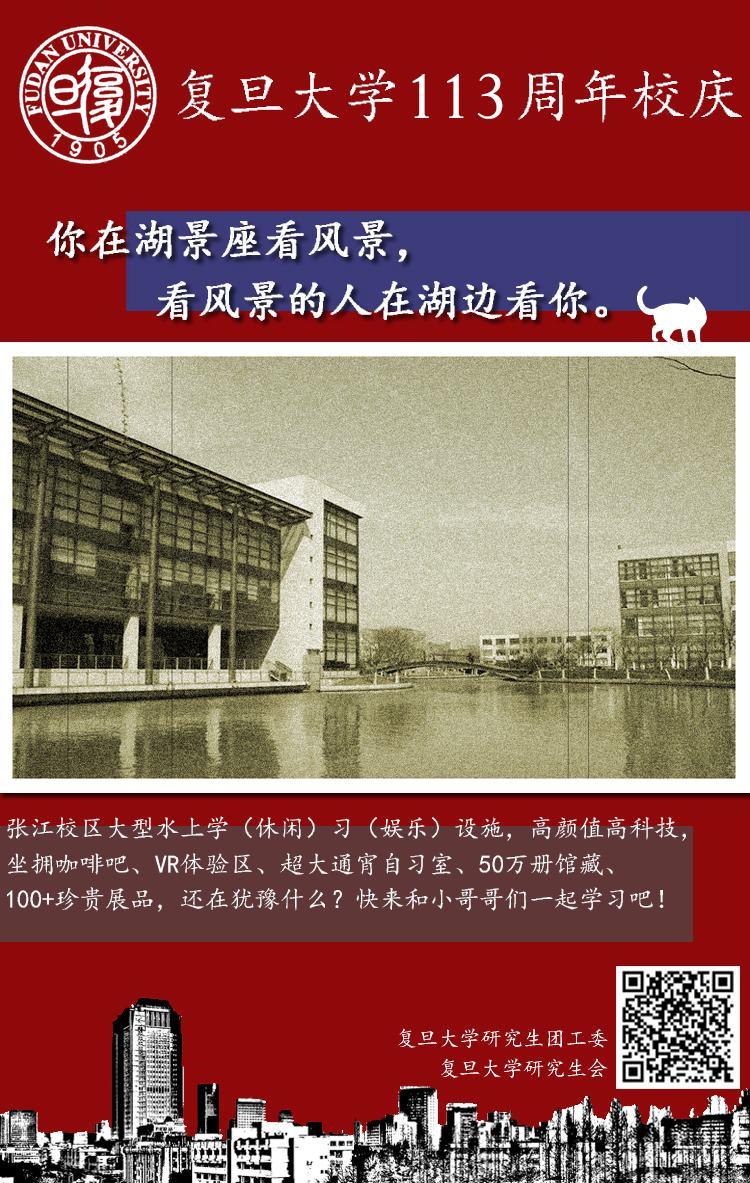 FUDAN UNIVERSITY
1905
复旦大学113周年校庆
你在湖景座看风景，
看风景的人在湖边看你。
张江校区大型水上学（休闲）习（娱乐）设施，高颜值高科技，
坐拥咖啡吧、VR体验区、超大通宵自习室、50万册馆藏、
100+珍贵展品，还在犹豫什么？快来和小哥哥们一起学习吧！
复旦大学研究生团工委
复旦大学研究生会